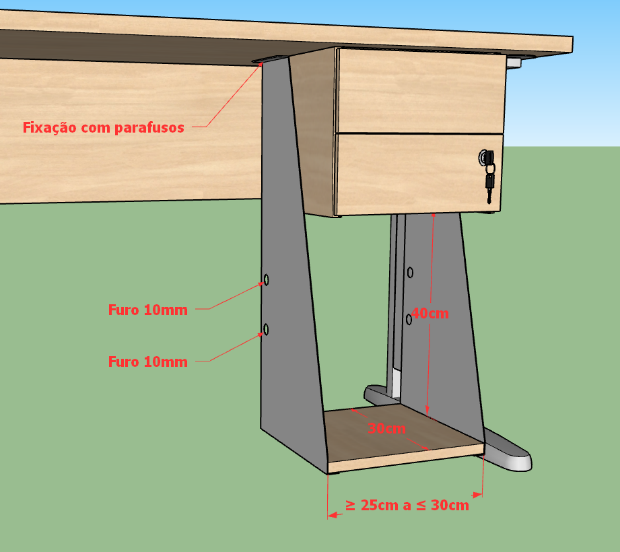 Fixação com parafusos
Furo 10mm
40cm
Furo 10mm
30cm
≥ 25cm a ≤ 30cm